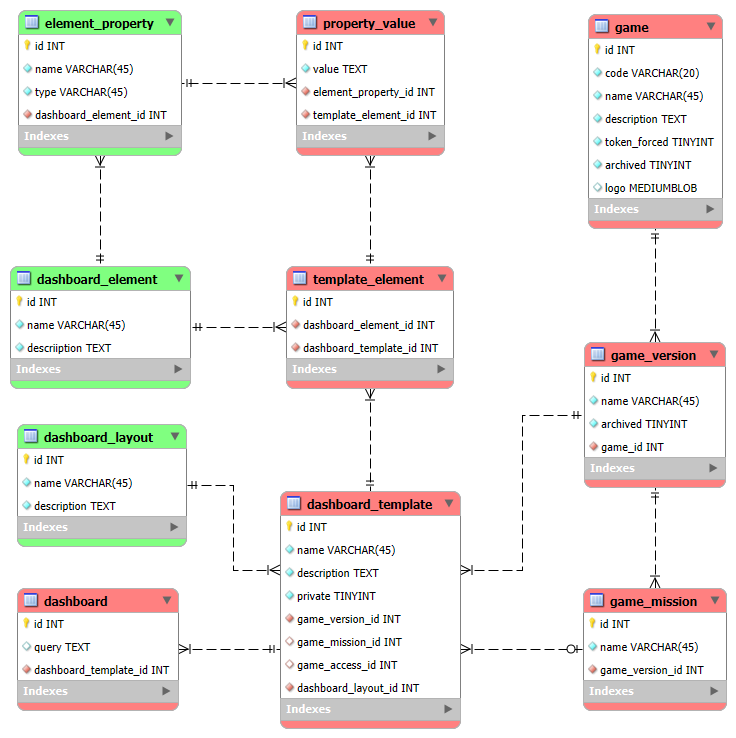 element_property
id INT
name VARCHAR(45)
type VARCHAR(45)
dashboard_element_id INT
Indexes
property_value
id INT
value TEXT
element_property_id INT
template_element_id INT
Indexes
game
id INT
code VARCHAR(20)
name VARCHAR(45)
description TEXT
token_forced TINYINT
archived TINYINT
logo MEDIUMBLOB
Indexes
dashboard_element
id INT
name VARCHAR(45)
descriiption TEXT
Indexes
template_element
id INT
dashboard_element_id INT
dashboard_template_id INT
Indexes
game_version
id INT
name VARCHAR(45)
archived TINYINT
game_id INT
Indexes
dashboard_layout
id INT
name VARCHAR(45)
description TEXT
Indexes
dashboard_template
id INT
name VARCHAR(45)
description TEXT
private TINYINT
game_version_id INT
game_mission_id INT
game_access_id INT
dashboard_layout_id INT
Indexes
dashboard
id INT
query TEXT
dashboard_template_id INT
Indexes
game_mission
id INT
name VARCHAR(45)
game_version_id INT
Indexes